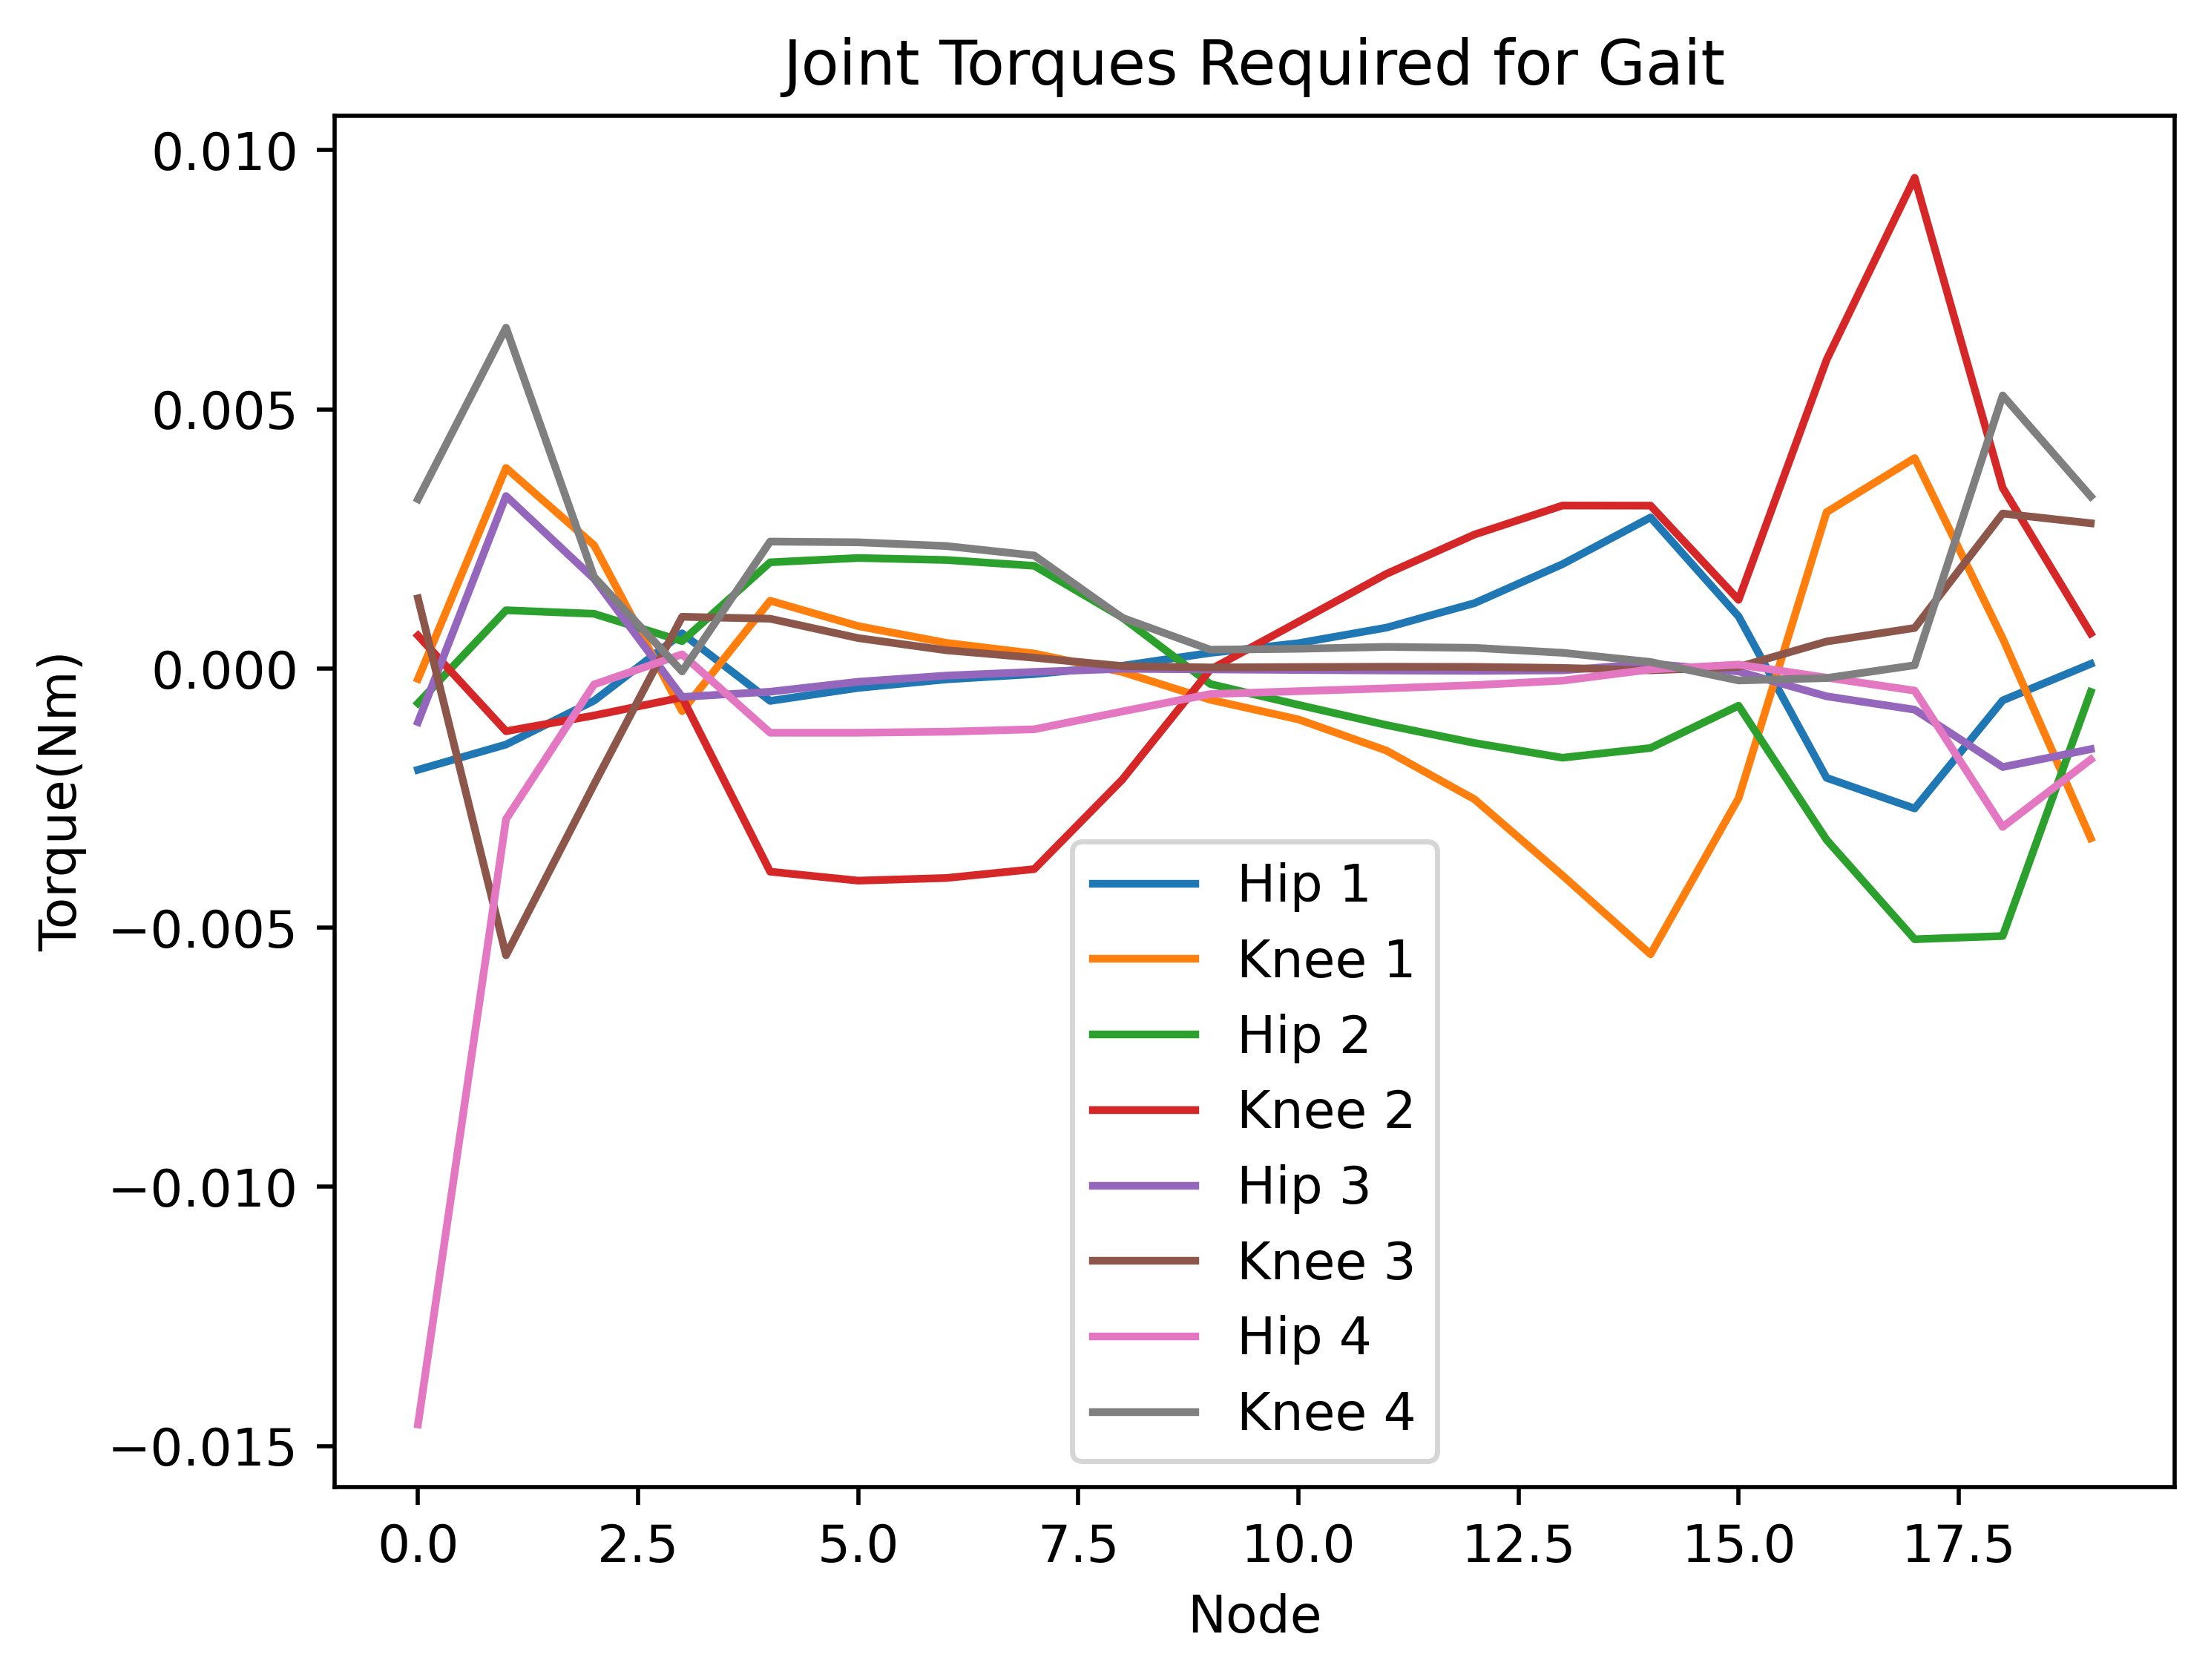 Joint Torques Required for Gait
0.010
0.005
0.000
−0.005
−0.010
−0.015
Torque(Nm)
Hip 1
Knee 1
Hip 2
Knee 2
Hip 3
Knee 3
Hip 4
Knee 4
0.0 2.5 5.0 7.5 10.0 12.5 15.0 17.5
Node